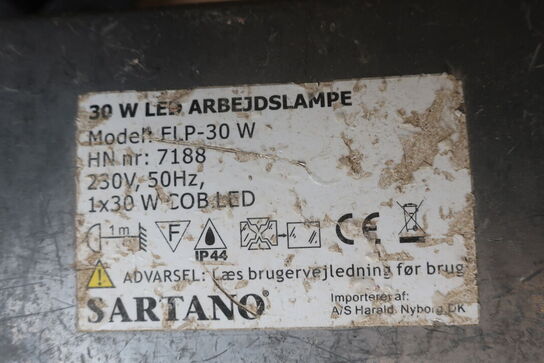 30 W LED ARBEJDSLAMPE
Model: FLP-30 W
HN nr: 7188
230V, 50Hz,
1x30 W COB LED
1m
F
IP44
CE
ADVARSEL: Læs brugervejledning før brug
SARTANO
Importeret af:
A/S Harald Nyborg DK